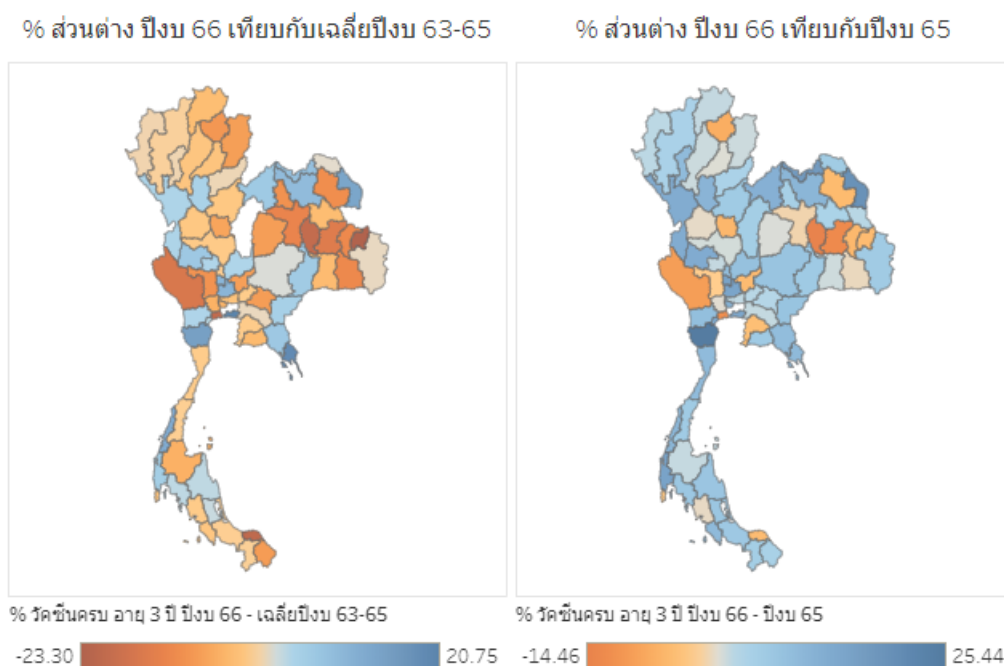 % ส่วนต่าง ปีงบ 66 เทียบกับเฉลี่ยปีงบ 63-65
% ส่วนต่าง ปีงบ 66 เทียบกับปีงบ 65
% วัคซีนครบ อายุ 3 ปี ปีงบ 66 - เฉลี่ยปีงบ 63-65
-23.30
20.75
% วัคซีนครบ อายุ 3 ปี ปีงบ 66 - ปีงบ 65
-14.46
25.44